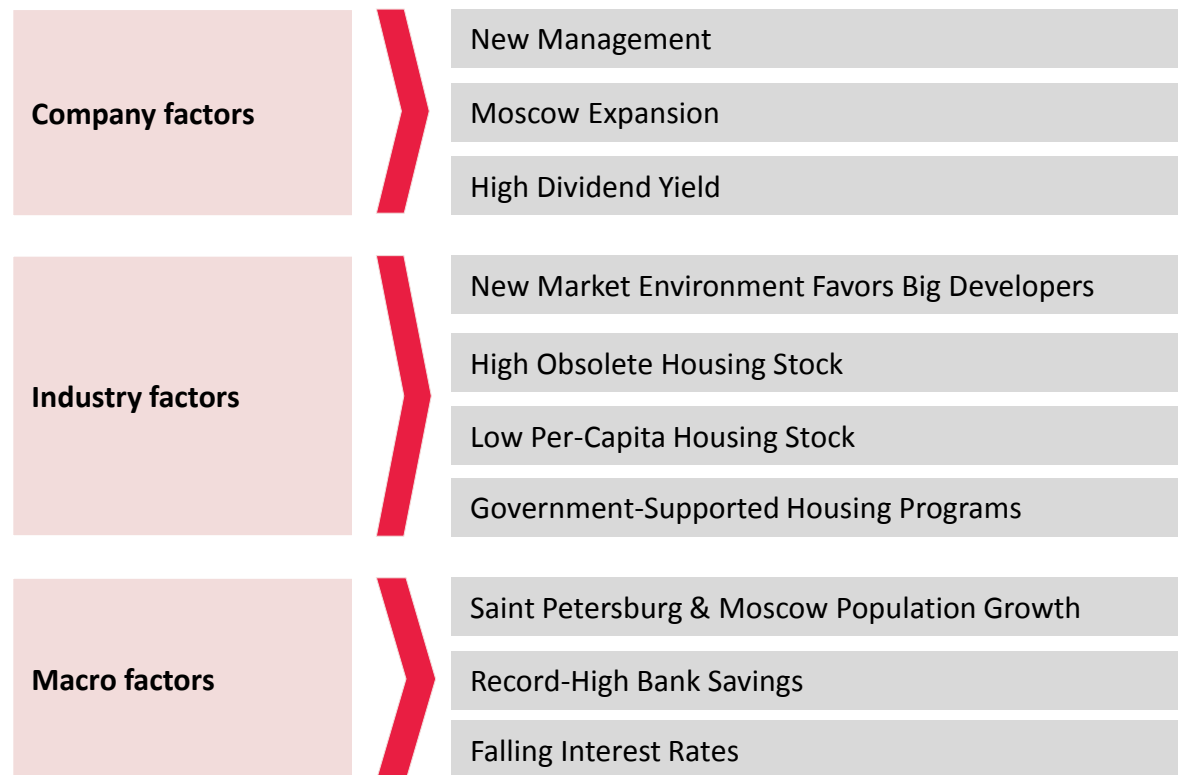 Company factors
New Management
Moscow Expansion
High Dividend Yield
Industry factors
New Market Environment Favors Big Developers
High Obsolete Housing Stock
Low Per-Capita Housing Stock
Government-Supported Housing Programs
Macro factors
Saint Petersburg & Moscow Population Growth
Record-High Bank Savings
Falling Interest Rates